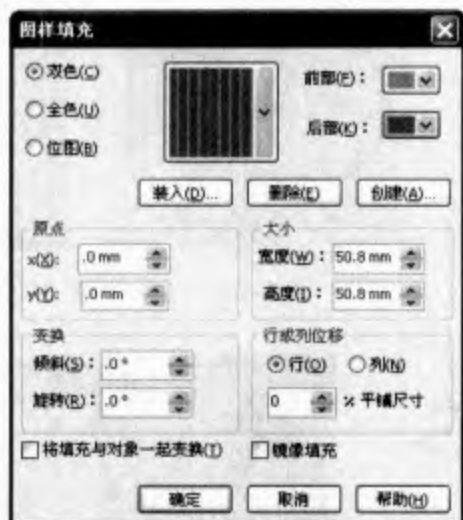 图样填充
双色(C)
前部(F)：
全色(U)
后部(K)：
位图(B)
装入(D)... 删除(E) 创建(A)...
原点 大小
x(X): .0 mm 宽度(W)： 50.8 mm
y(Y): .0 mm 高度(I)： 50.8 mm
变换 行或列位移
倾斜(S)： .0° 行(O) 列(N)
旋转(R)： .0° 0 % 平铺尺寸
将填充与对象一起变换(T) 镜像填充
确定 取消 帮助(H)